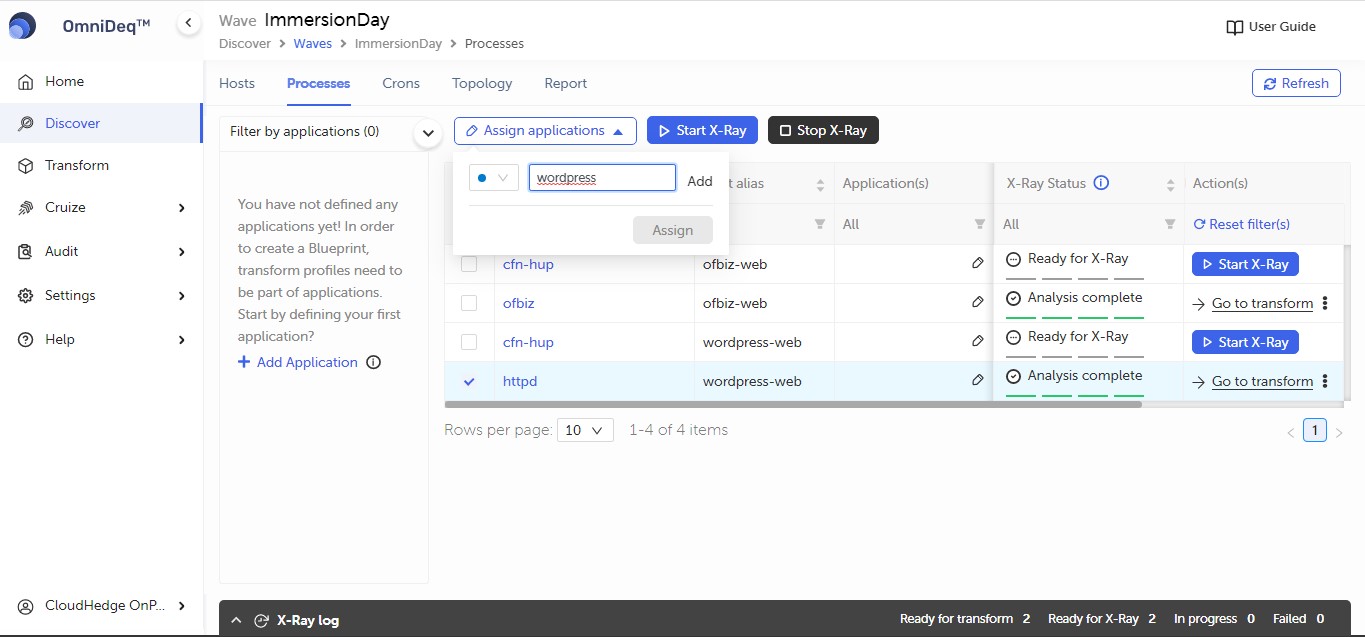 OmniDeq™
Wave ImmersionDay
Discover > Waves > ImmersionDay > Processes
User Guide
Home
Discover
Transform
Cruize
Audit
Settings
Help
CloudHedge OnP...
Hosts Processes Crons Topology Report
Refresh
Filter by applications (0)
You have not defined any
applications yet! In order
to create a Blueprint,
transform profiles need to
be part of applications.
Start by defining your first
application?
+ Add Application
Assign applications Start X-Ray Stop X-Ray
wordpress Add
Assign
t alias Application(s) X-Ray Status Action(s)
All All Reset filter(s)
cfn-hup ofbiz-web Ready for X-Ray Start X-Ray
ofbiz ofbiz-web Analysis complete Go to transform
cfn-hup wordpress-web Ready for X-Ray Start X-Ray
httpd wordpress-web Analysis complete Go to transform
Rows per page: 10 1-4 of 4 items
< 1 >
X-Ray log Ready for transform 2 Ready for X-Ray 2 In progress 0 Failed 0